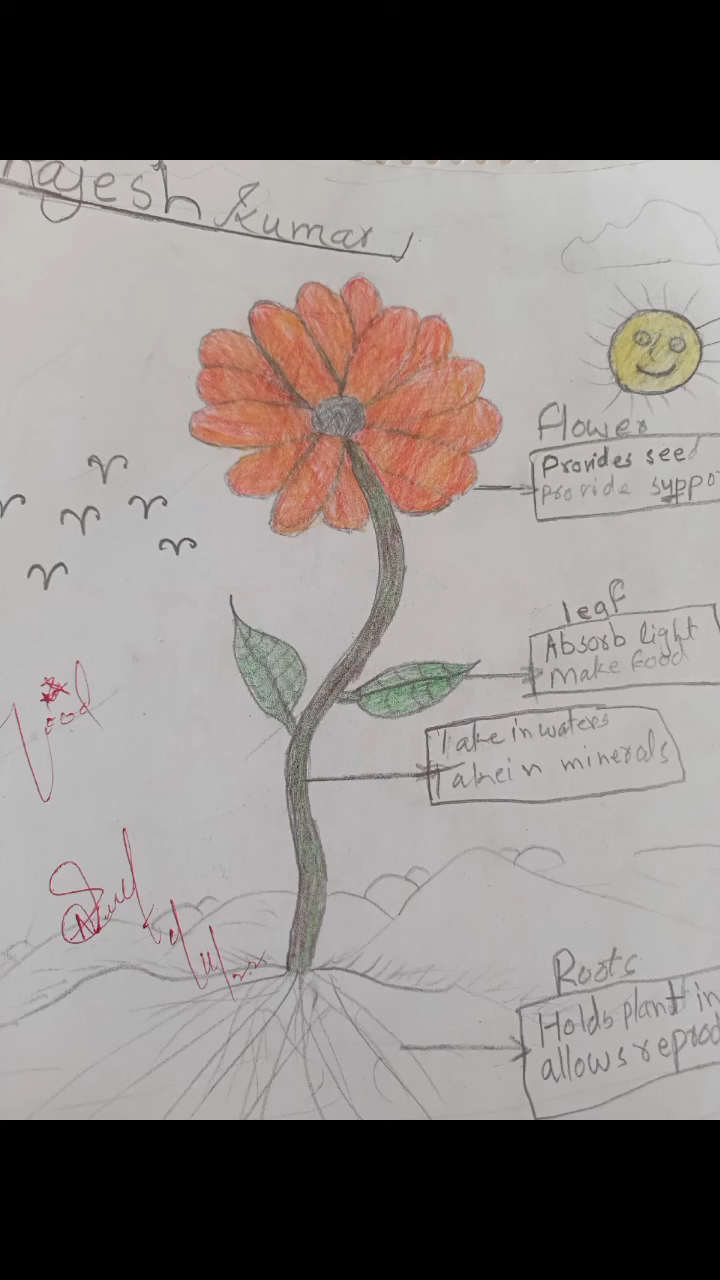 Rajesh Kumar
Flower
Provides seed
provide suppo
leaf
Absorb light
Make food
Take in waters
Take in minerals
Good
Roots
Holds plant in
allows reprod